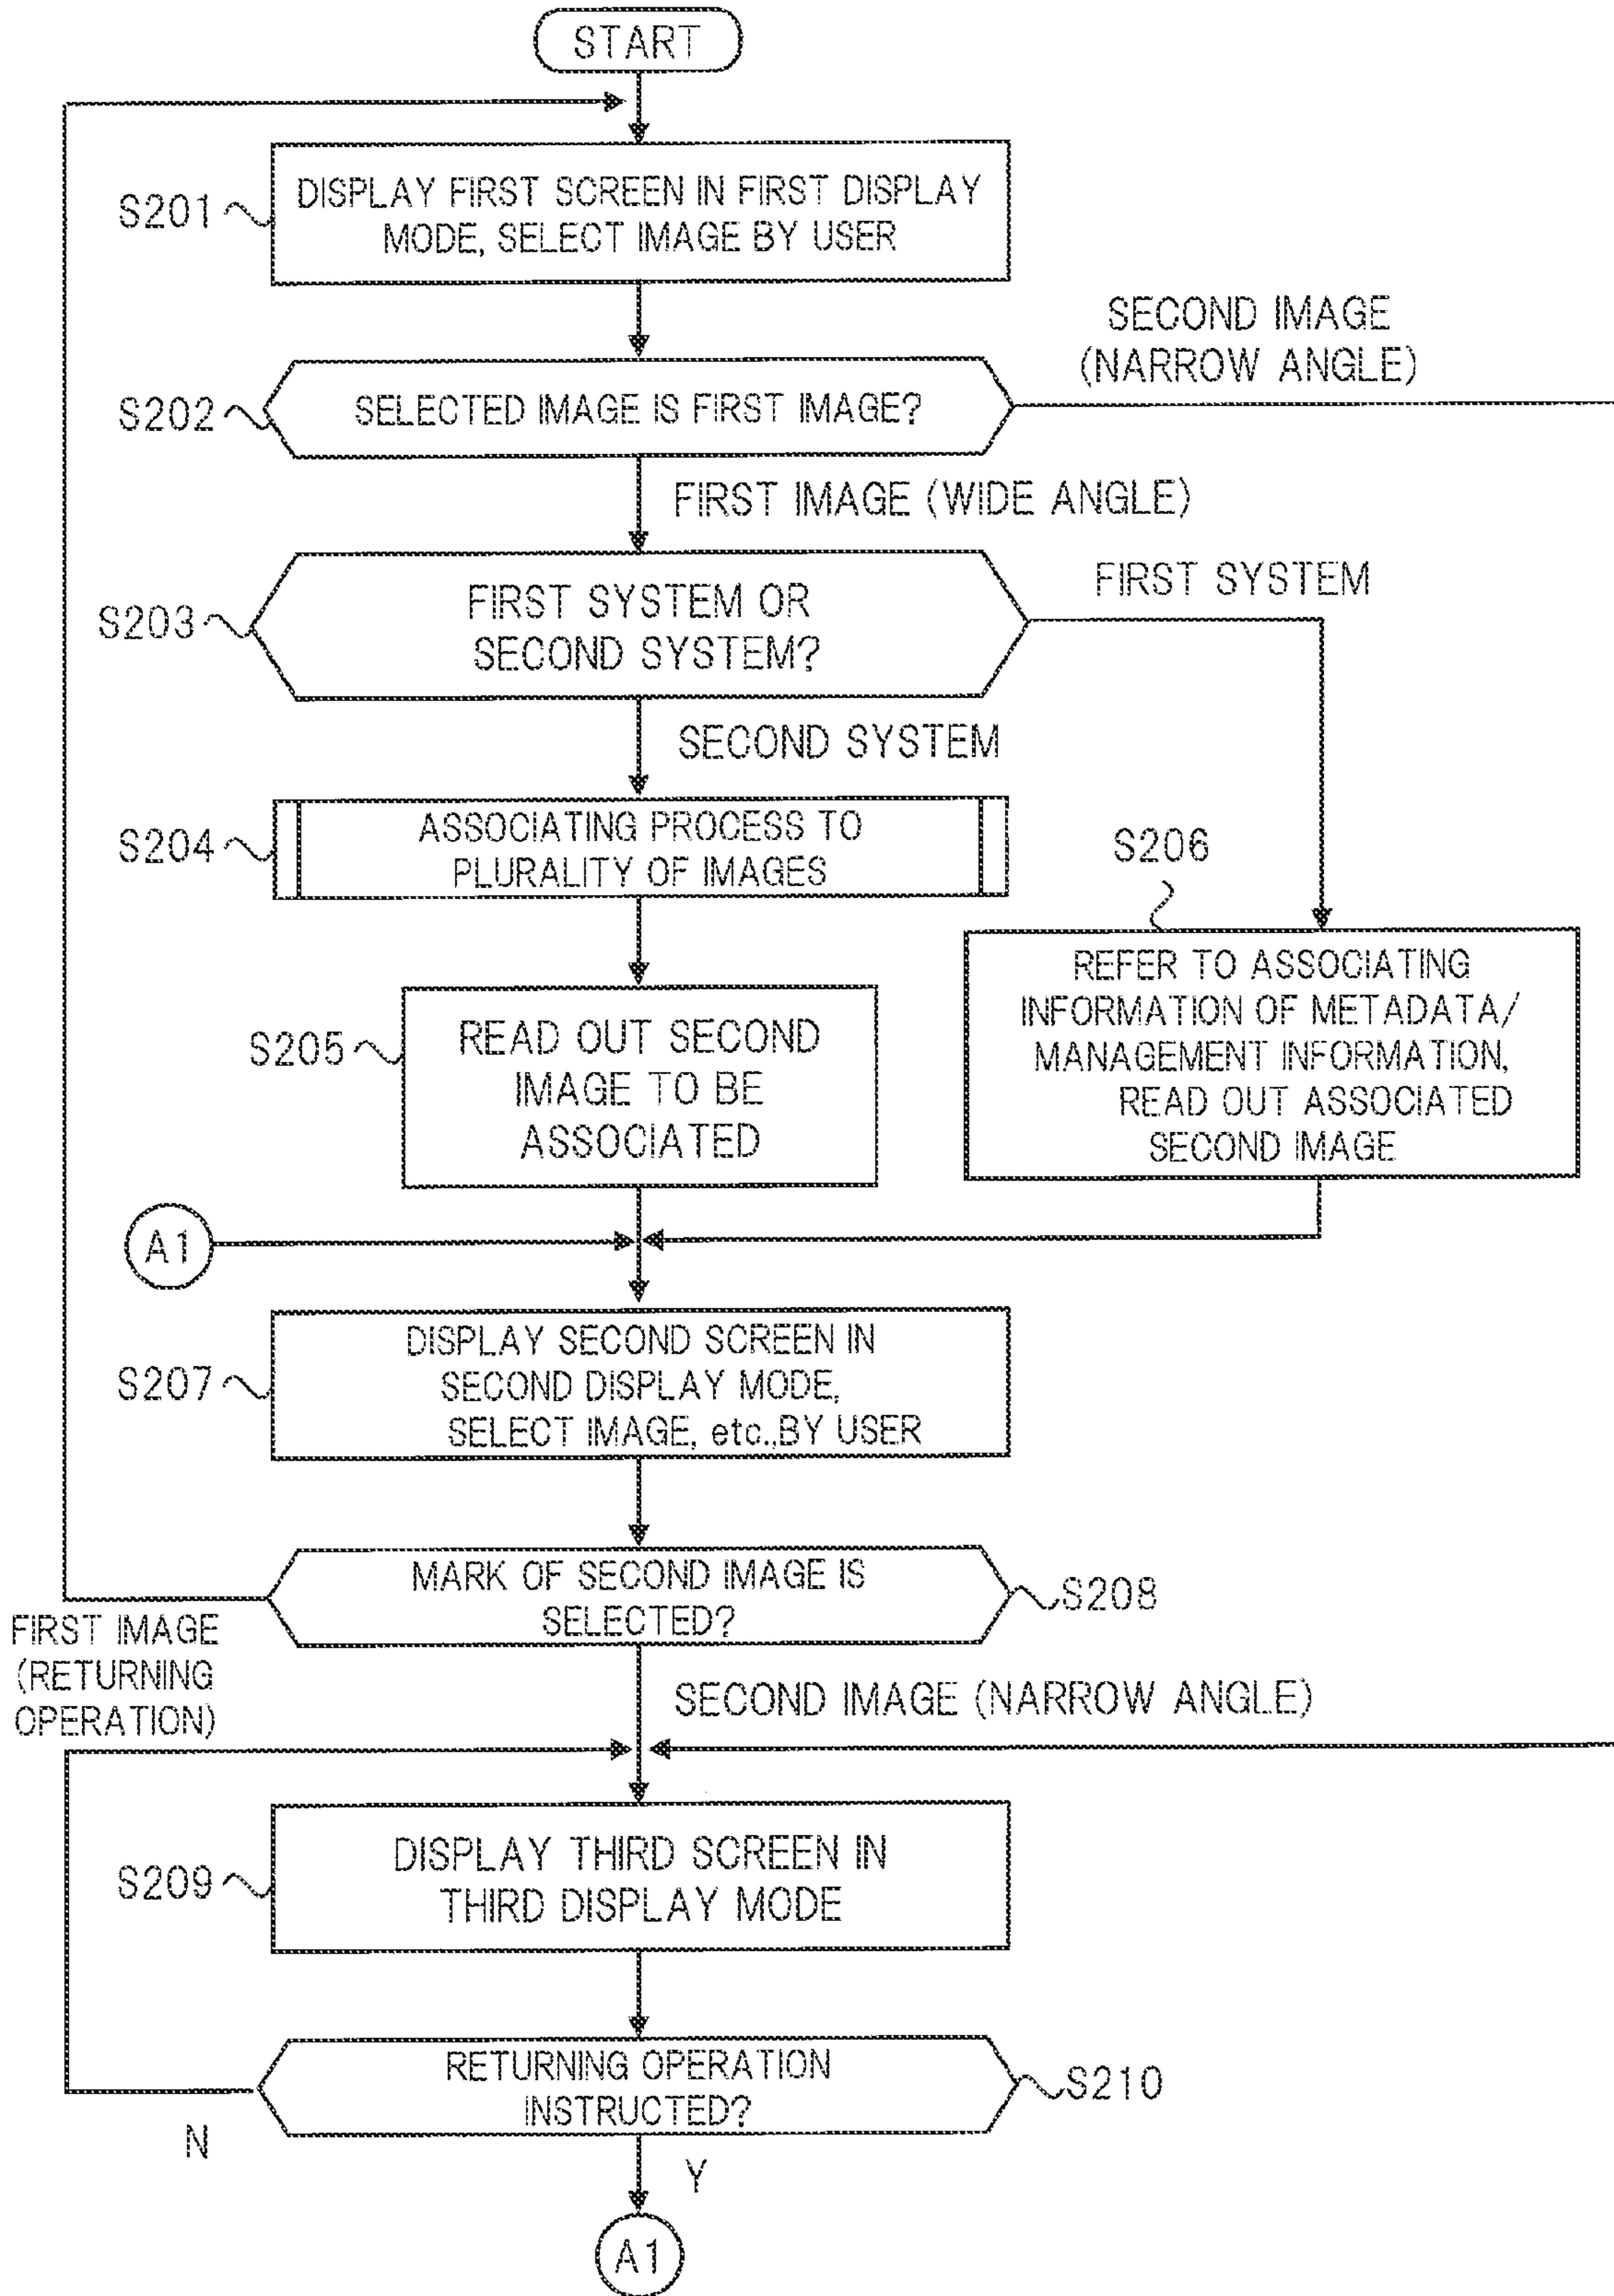 START
S201
DISPLAY FIRST SCREEN IN FIRST DISPLAY
MODE, SELECT IMAGE BY USER
SECOND IMAGE
(NARROW ANGLE)
S202
SELECTED IMAGE IS FIRST IMAGE?
FIRST IMAGE (WIDE ANGLE)
S203
FIRST SYSTEM OR
SECOND SYSTEM?
FIRST SYSTEM
SECOND SYSTEM
S204
ASSOCIATING PROCESS TO
PLURALITY OF IMAGES
S205
READ OUT SECOND
IMAGE TO BE
ASSOCIATED
S206
REFER TO ASSOCIATING
INFORMATION OF METADATA/
MANAGEMENT INFORMATION,
READ OUT ASSOCIATED
SECOND IMAGE
A1
S207
DISPLAY SECOND SCREEN IN
SECOND DISPLAY MODE,
SELECT IMAGE, etc.,BY USER
MARK OF SECOND IMAGE IS
SELECTED?
S208
FIRST IMAGE
(RETURNING
OPERATION)
SECOND IMAGE (NARROW ANGLE)
S209
DISPLAY THIRD SCREEN IN
THIRD DISPLAY MODE
RETURNING OPERATION
INSTRUCTED?
S210
N
Y
A1